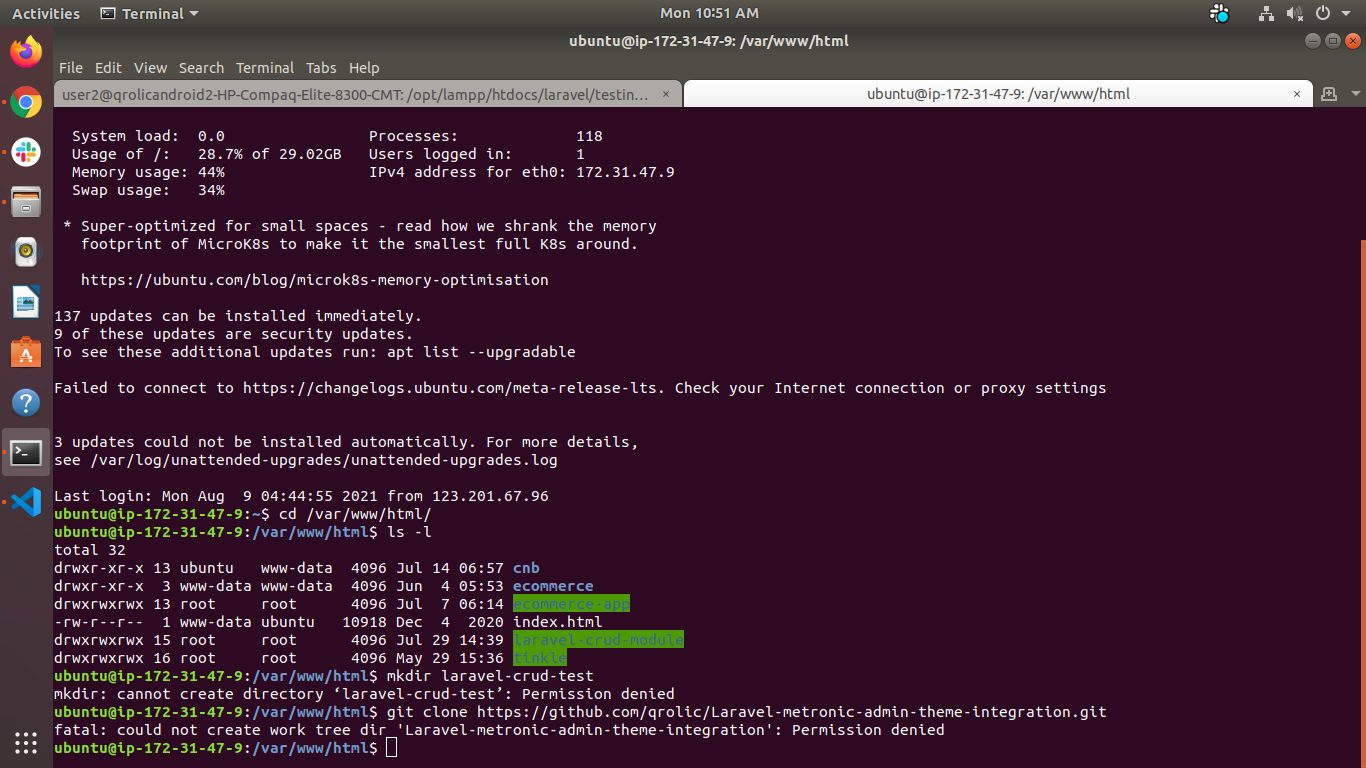 Activities Terminal Mon 10:51 AM
ubuntu@ip-172-31-47-9: /var/www/html
File Edit View Search Terminal Tabs Help
user2@qrolicandroid2-HP-Compaq-Elite-8300-CMT: /opt/lampp/htdocs/laravel/testin... × ubuntu@ip-172-31-47-9: /var/www/html ×
System load: 0.0 Processes: 118
Usage of /: 28.7% of 29.02GB Users logged in: 1
Memory usage: 44% IPv4 address for eth0: 172.31.47.9
Swap usage: 34%
* Super-optimized for small spaces - read how we shrank the memory
footprint of MicroK8s to make it the smallest full K8s around.
https://ubuntu.com/blog/microk8s-memory-optimisation
137 updates can be installed immediately.
9 of these updates are security updates.
To see these additional updates run: apt list --upgradable
Failed to connect to https://changelogs.ubuntu.com/meta-release-lts. Check your Internet connection or proxy settings
3 updates could not be installed automatically. For more details,
see /var/log/unattended-upgrades/unattended-upgrades.log
Last login: Mon Aug  9 04:44:55 2021 from 123.201.67.96
ubuntu@ip-172-31-47-9:~$ cd /var/www/html/
ubuntu@ip-172-31-47-9:/var/www/html$ ls -l
total 32
drwxr-xr-x 13 ubuntu   www-data  4096 Jul 14 06:57 cnb
drwxr-xr-x  3 www-data www-data  4096 Jun  4 05:53 ecommerce
drwxrwxrwx 13 root     root      4096 Jul  7 06:14 ecommerce-app
-rw-r--r--  1 www-data ubuntu   10918 Dec  4  2020 index.html
drwxrwxrwx 15 root     root      4096 Jul 29 14:39 laravel-crud-module
drwxrwxrwx 16 root     root      4096 May 29 15:36 tinkle
ubuntu@ip-172-31-47-9:/var/www/html$ mkdir laravel-crud-test
mkdir: cannot create directory ‘laravel-crud-test’: Permission denied
ubuntu@ip-172-31-47-9:/var/www/html$ git clone https://github.com/qrolic/Laravel-metronic-admin-theme-integration.git
fatal: could not create work tree dir 'Laravel-metronic-admin-theme-integration': Permission denied
ubuntu@ip-172-31-47-9:/var/www/html$